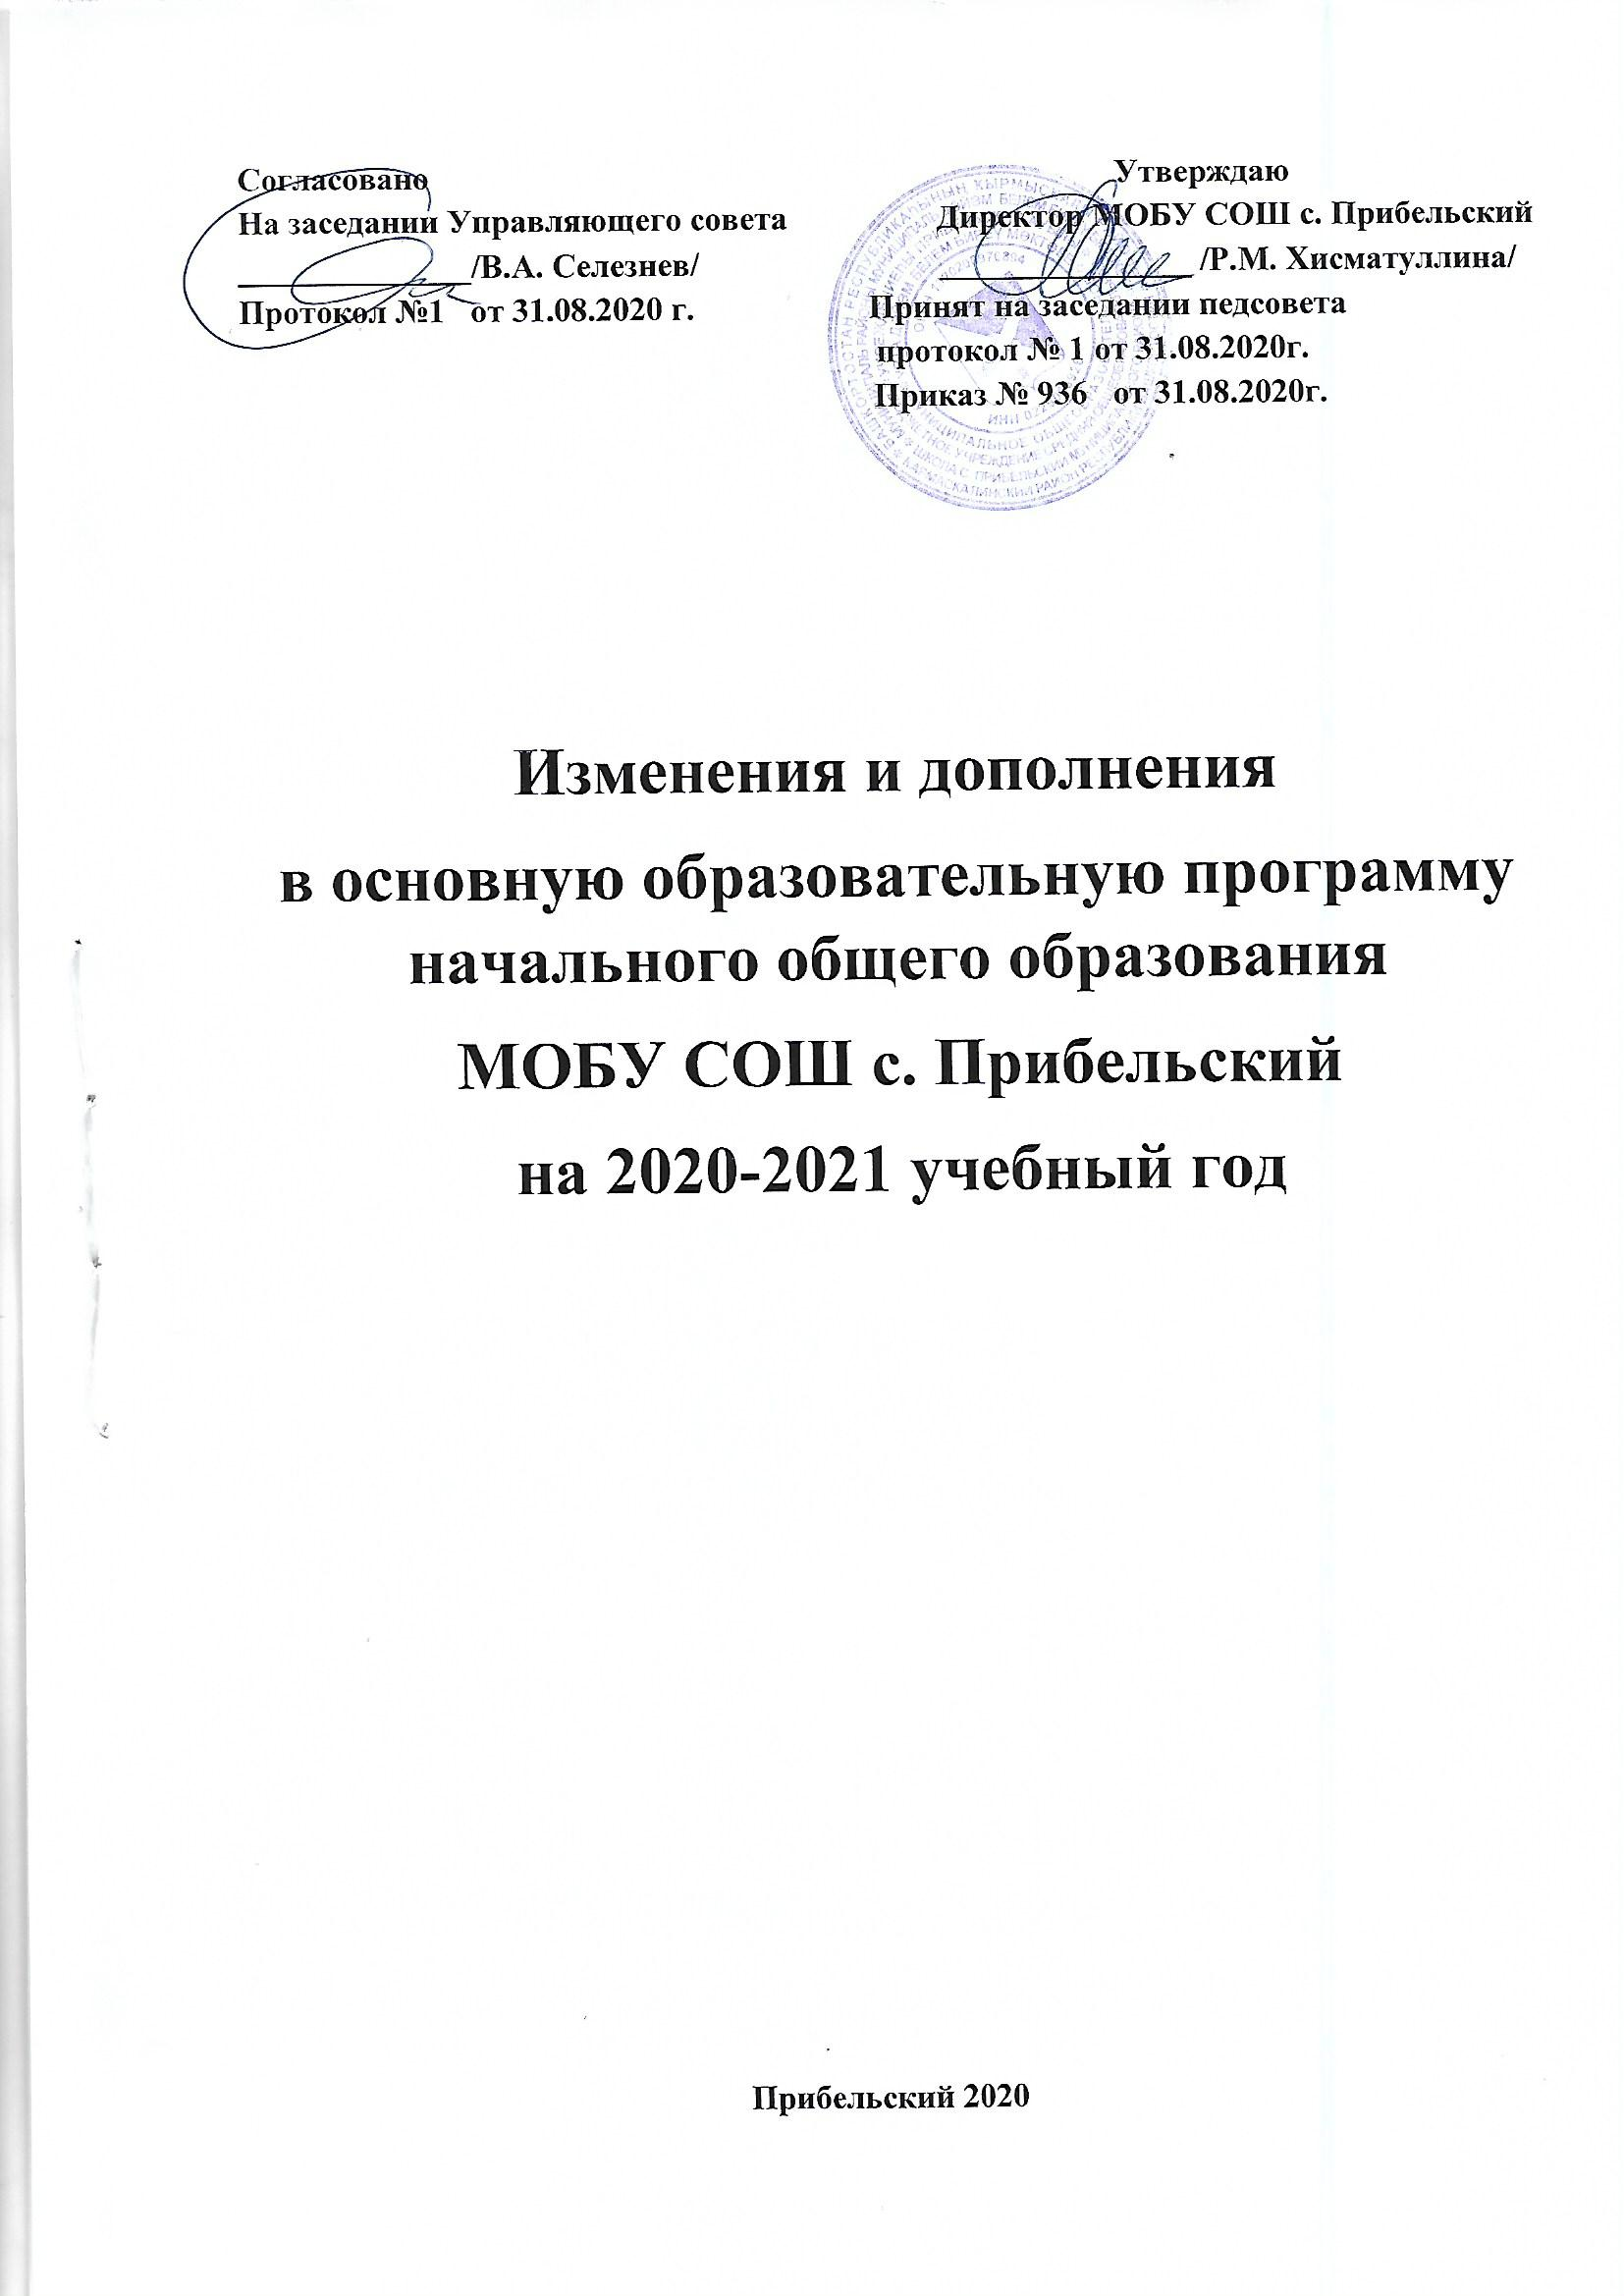 Согласовано
На заседании Управляющего совета
/В.А. Селезнев/
Протокол №1 от 31.08.2020 г.
Утверждаю
Директор МОБУ СОШ с. Прибельский
/Р.М. Хисматуллина/
Принят на заседании педсовета
протокол № 1 от 31.08.2020г.
Приказ № 936 от 31.08.2020г.
Изменения и дополнения
в основную образовательную программу
начального общего образования
МОБУ СОШ с. Прибельский
на 2020-2021 учебный год
Прибельский 2020